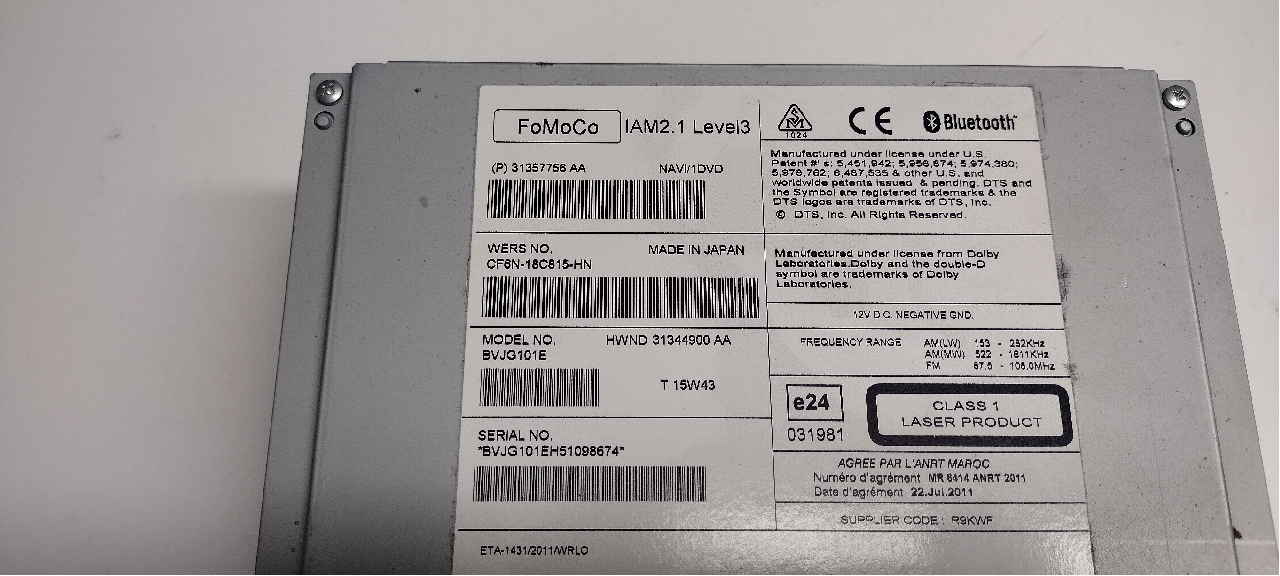 FoMoCo IAM2.1 Level3
(P) 31357756 AA NAVI/1DVD
WERS NO. MADE IN JAPAN
CF6N-18C815-HN
MODEL NO. HWND 31344900 AA
BVJG101E
T 15W43
SERIAL NO.
*BVJG101EH51098674*
ETA-1431/2011/WRLO
1024
CE
Bluetooth
Manufactured under license under U.S.
Patent #'s: 5,451,942; 5,956,674; 5,974,380;
5,978,762; 6,487,535 & other U.S. and
worldwide patents issued & pending. DTS and
the Symbol are registered trademarks & the
DTS logos are trademarks of DTS, Inc.
© DTS, Inc. All Rights Reserved.
Manufactured under license from Dolby
Laboratories.Dolby and the double-D
symbol are trademarks of Dolby
Laboratories.
12V D.C. NEGATIVE GND.
FREQUENCY RANGE AM(LW) 153 - 282KHz
AM(MW) 522 - 1611KHz
FM 87.5 - 108.0MHz
e24
031981
CLASS 1
LASER PRODUCT
AGREE PAR L'ANRT MAROC
Numéro d'agrément MR 6414 ANRT 2011
Date d'agrément 22.Jul.2011
SUPPLIER CODE : R9KWF